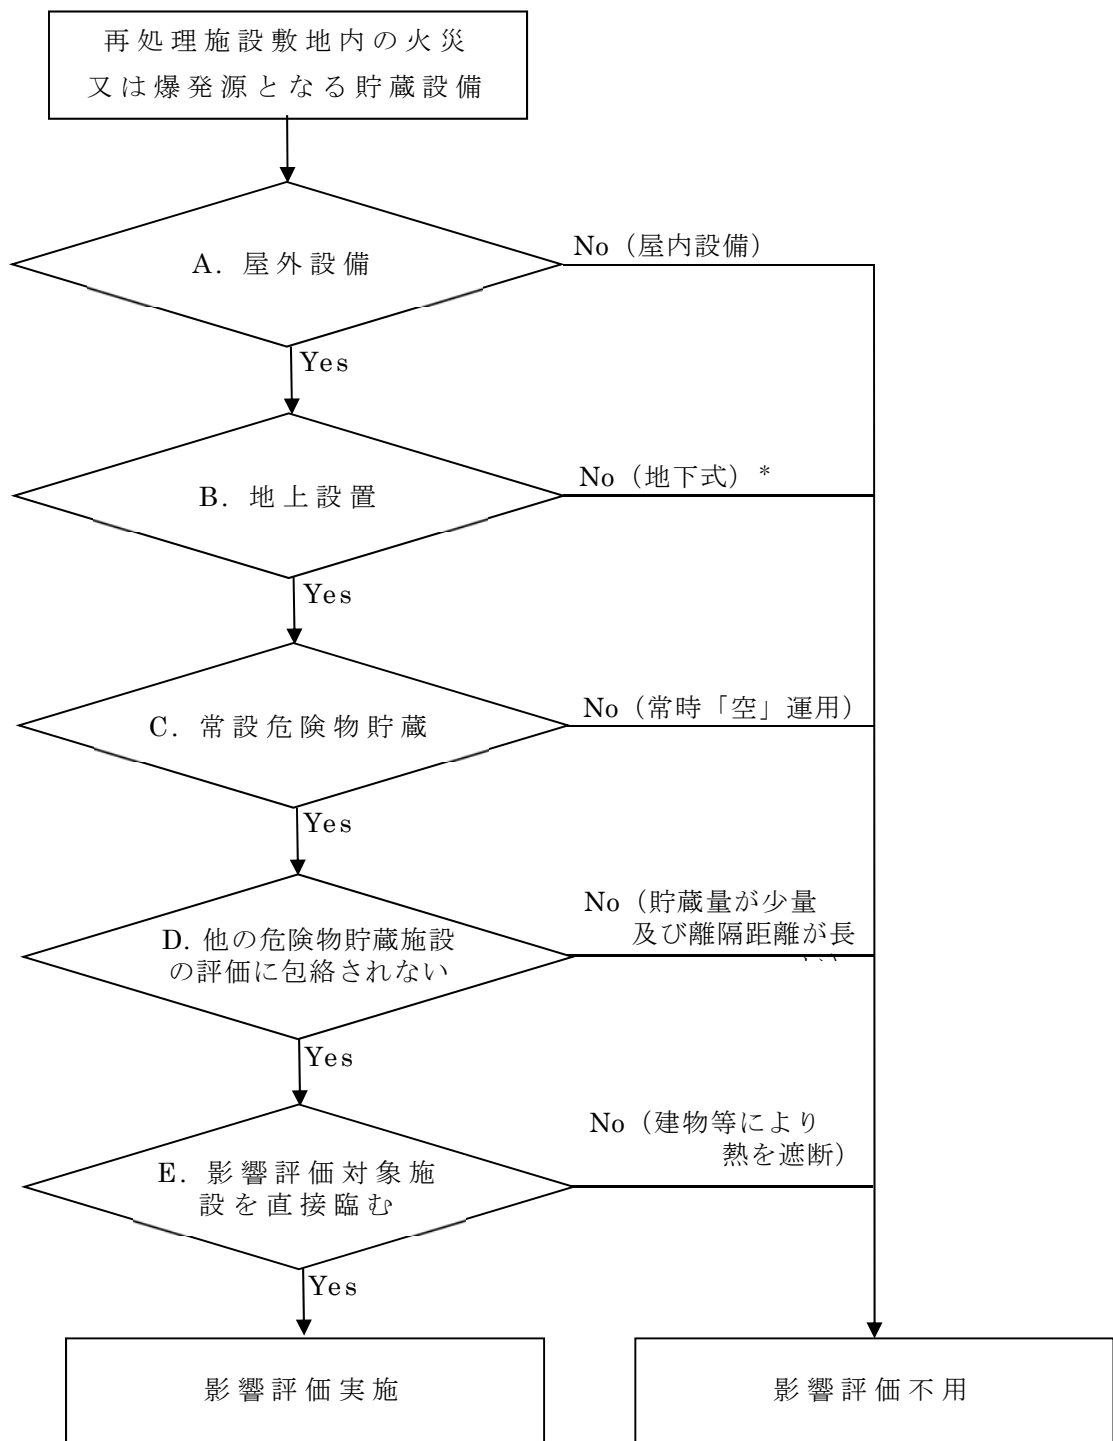 再処理施設敷地内の火災
又は爆発源となる貯蔵設備
A. 屋外設備
No（屋内設備）
Yes
B. 地上設置
No（地下式）*
Yes
C. 常設危険物貯蔵
No（常時「空」運用）
Yes
D. 他の危険物貯蔵施設
の評価に包絡されない
No（貯蔵量が少量
及び離隔距離が長
Yes
E. 影響評価対象施
設を直接臨む
No（建物等により
熱を遮断）
Yes
影響評価実施
影響評価不用